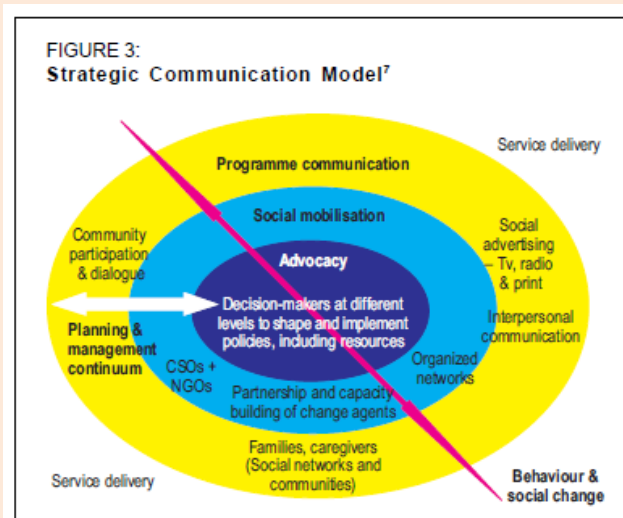 FIGURE 3:
Strategic Communication Model7
Service delivery
Programme communication
Social mobilisation
Community
participation
& dialogue
Social
advertising
– Tv, radio
& print
Advocacy
Decision-makers at different
levels to shape and implement
policies, including resources
Interpersonal
communication
Planning &
management
continuum
CSOs +
NGOs
Organized
networks
Partnership and capacity
building of change agents
Families, caregivers
(Social networks and
communities)
Service delivery
Behaviour &
social change